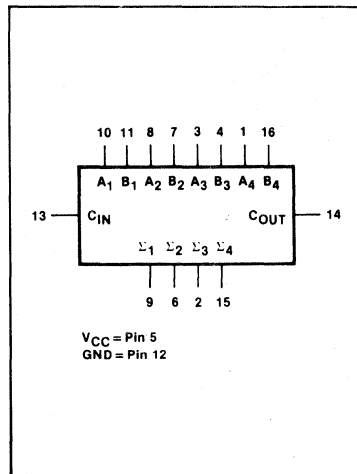 10 11 8 7 3 4 1 16
A₁ B₁ A₂ B₂ A₃ B₃ A₄ B₄
13 CIN COUT 14
Σ₁ Σ₂ Σ₃ Σ₄
9 6 2 15
VCC = Pin 5
GND = Pin 12